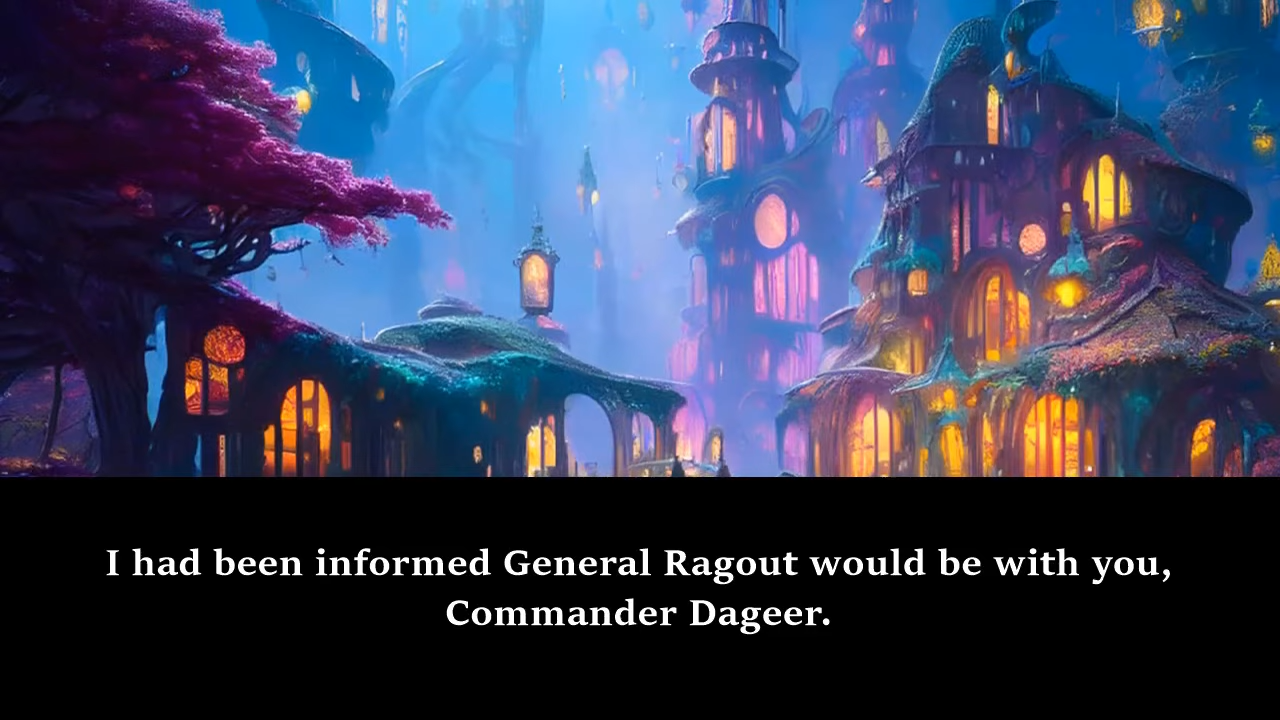 I had been informed General Ragout would be with you,
Commander Dageer.